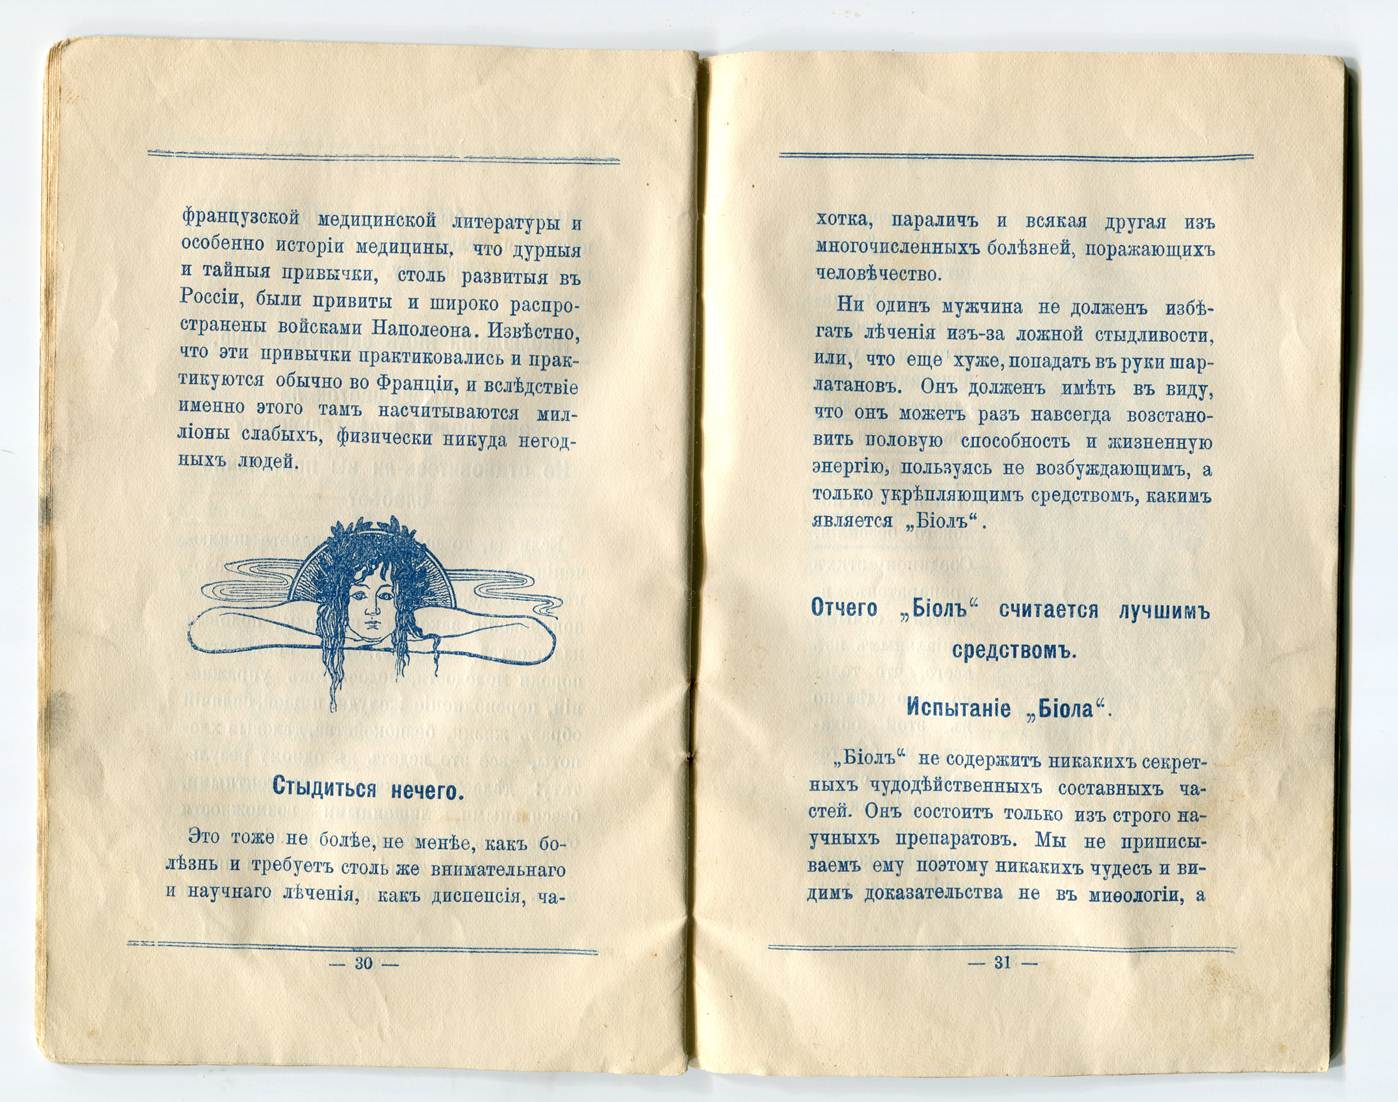 французской медицинской литературы и
особенно исторіи медицины, что дурныя
и тайныя привычки, столь развитыя въ
Россіи, были привиты и широко распро-
странены войсками Наполеона. Извѣстно,
что эти привычки практиковались и прак-
тикуются обычно во Франціи, и вслѣдствіе
именно этого тамъ насчитываются мил-
ліоны слабыхъ, физически никуда негод-
ныхъ людей.
Стыдиться нечего.
Это тоже не болѣе, не менѣе, какъ бо-
лѣзнь и требуетъ столь же внимательнаго
и научнаго лѣченія, какъ диспепсія, ча-
— 30 —
хотка, параличъ и всякая другая изъ
многочисленныхъ болѣзней, поражающихъ
человѣчество.
Ни одинъ мужчина не долженъ избѣ-
гать лѣченія изъ-за ложной стыдливости,
или, что еще хуже, попадать въ руки шар-
латановъ. Онъ долженъ имѣть въ виду,
что онъ можетъ разъ навсегда возстано-
вить половую способность и жизненную
энергію, пользуясь не возбуждающимъ, а
только укрѣпляющимъ средствомъ, какимъ
является „Біолъ“.
Отчего „Біолъ“ считается лучшимъ
средствомъ.
Испытаніе „Біола“.
„Біолъ“ не содержитъ никакихъ секрет-
ныхъ чудодѣйственныхъ составныхъ ча-
стей. Онъ состоитъ только изъ строго на-
учныхъ препаратовъ. Мы не приписы-
ваемъ ему поэтому никакихъ чудесъ и ви-
димъ доказательства не въ миѳологіи, а
— 31 —